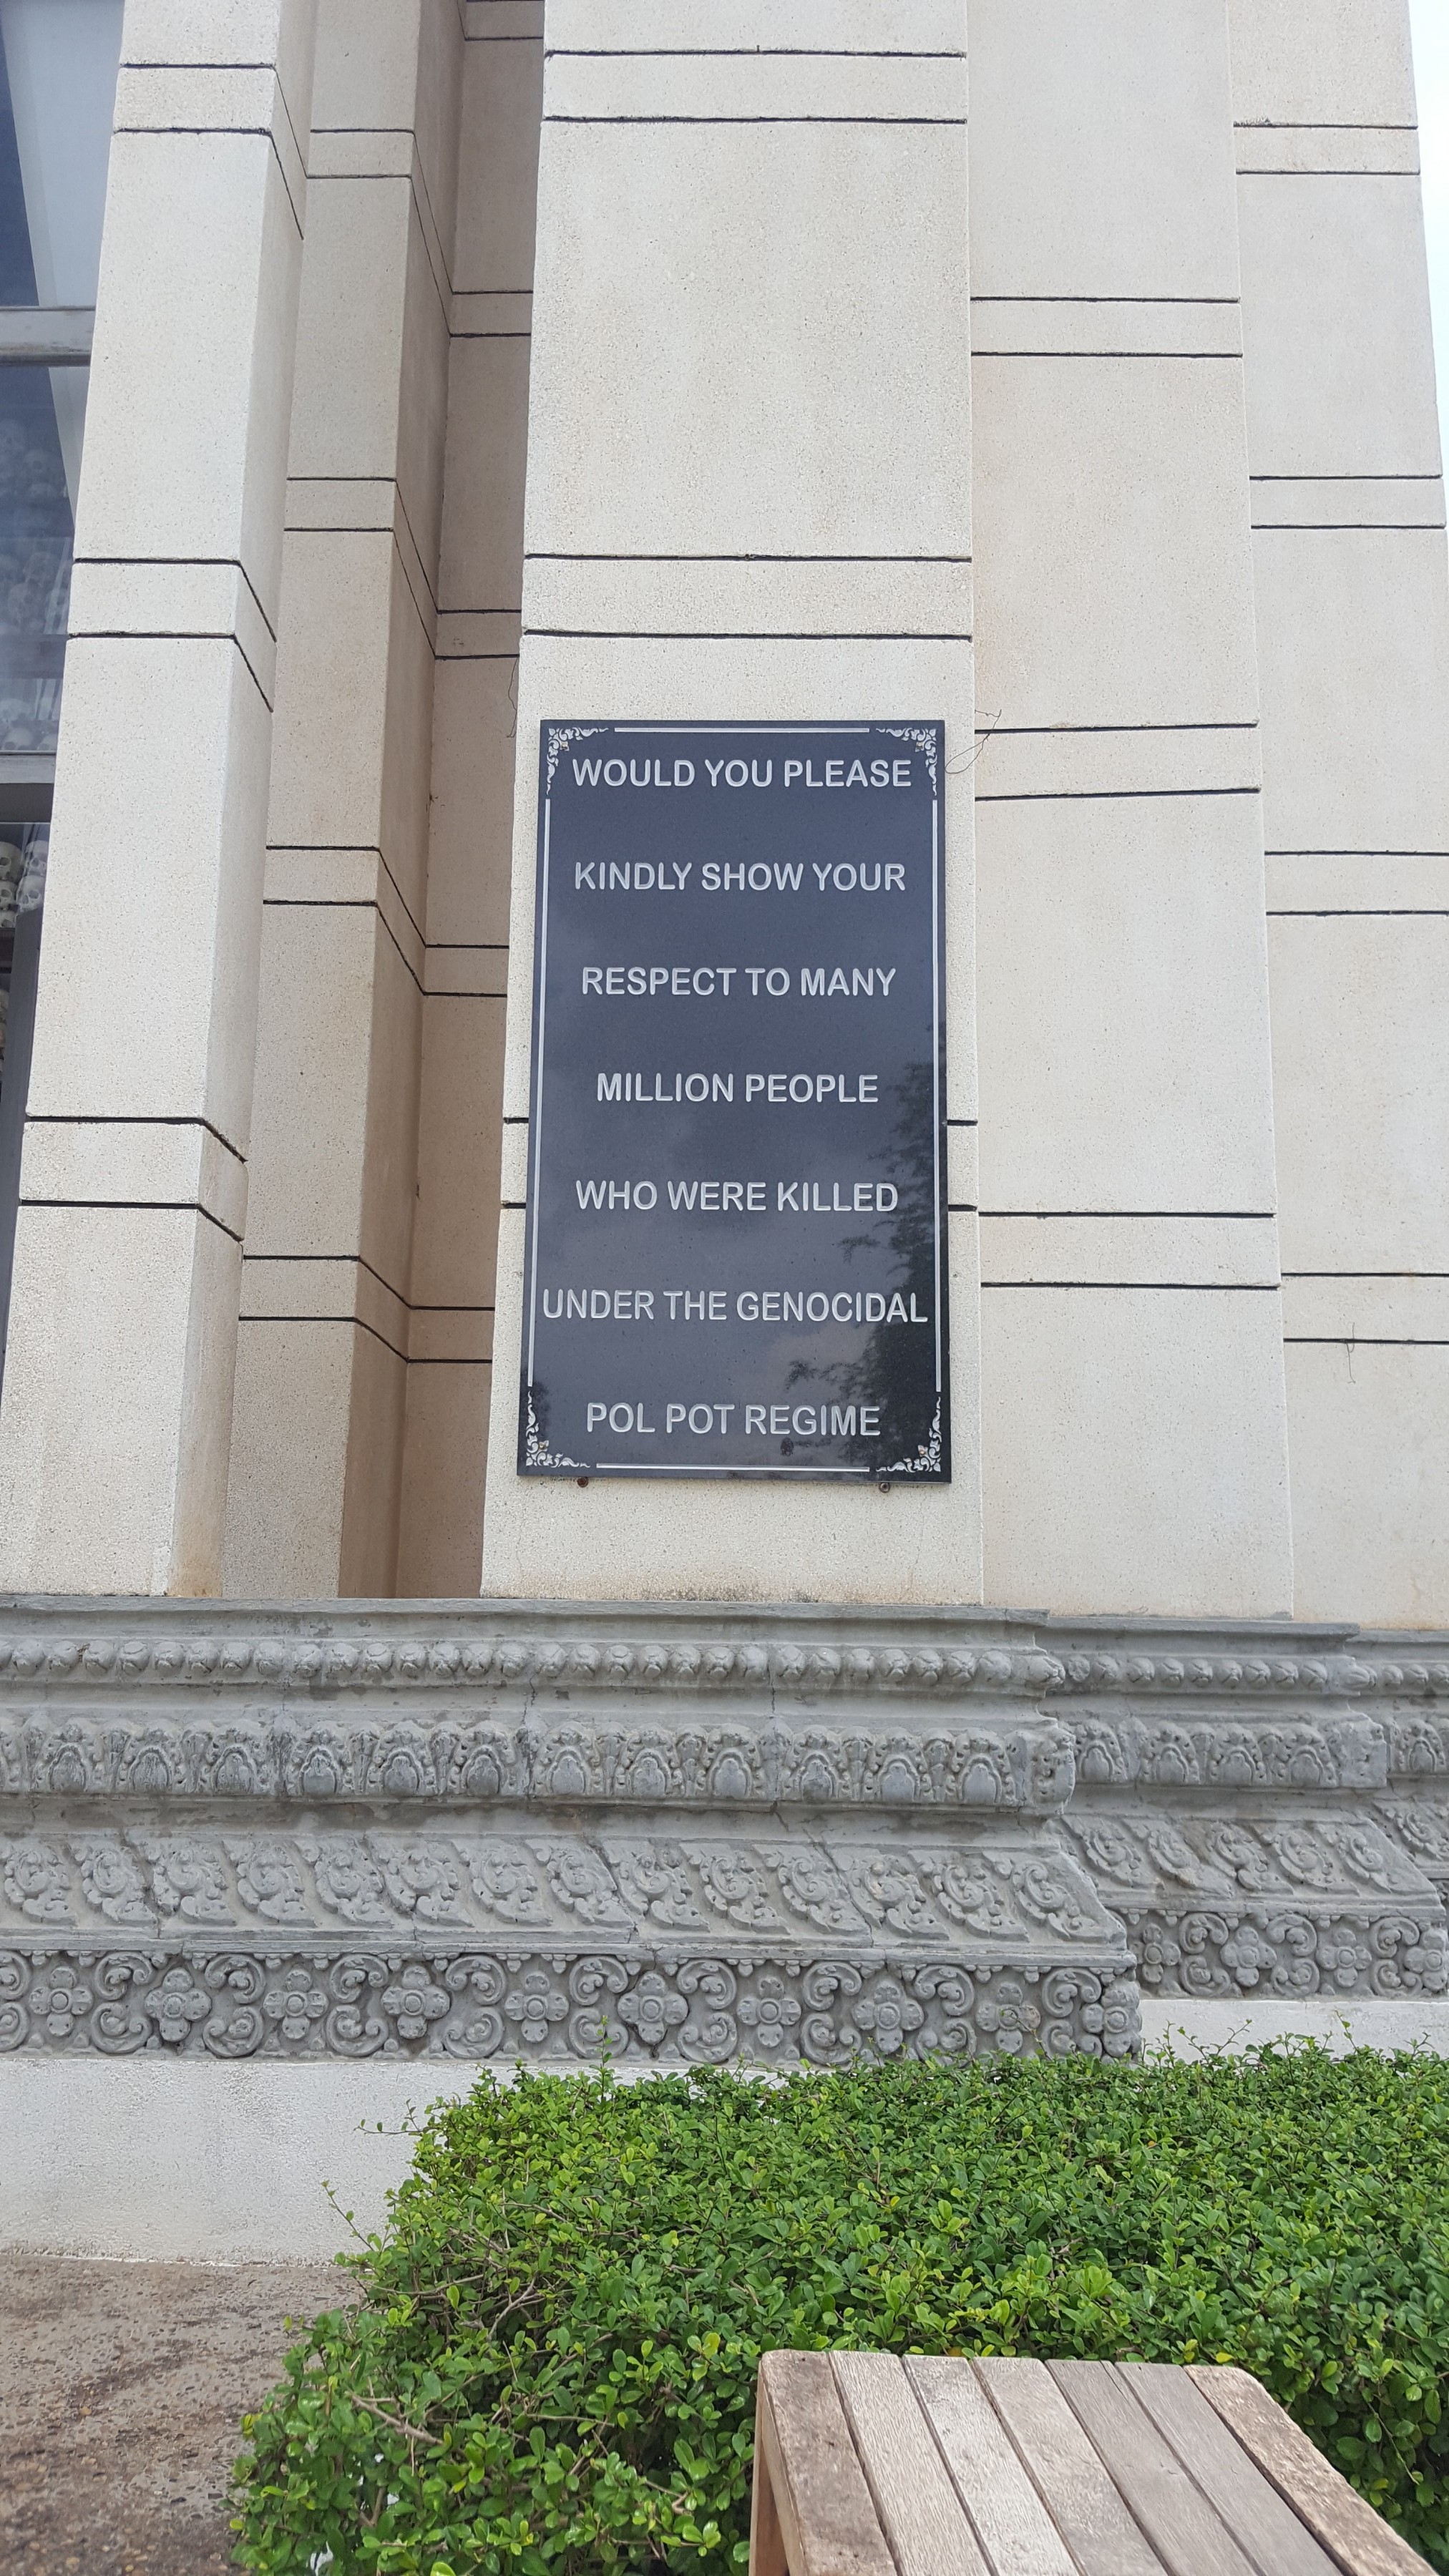 WOULD YOU PLEASE
KINDLY SHOW YOUR
RESPECT TO MANY
MILLION PEOPLE
WHO WERE KILLED
UNDER THE GENOCIDAL
POL POT REGIME